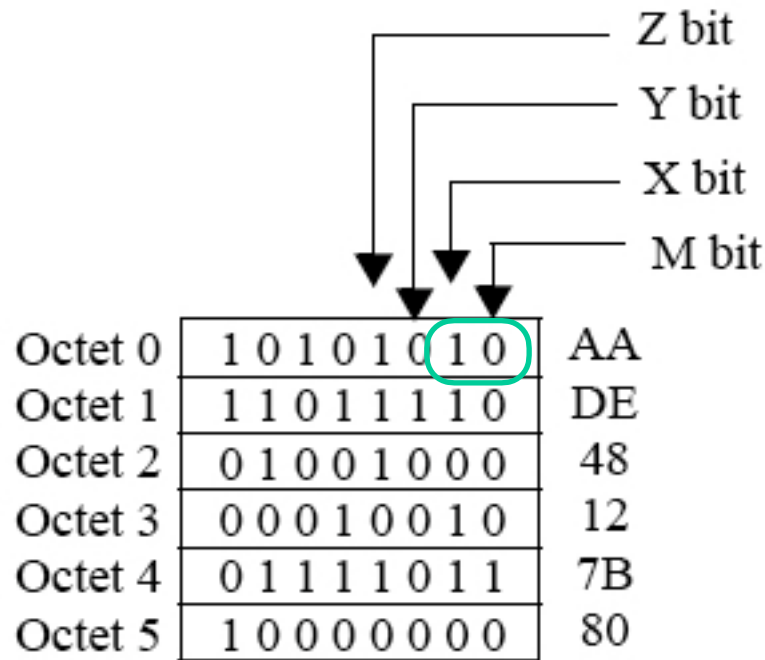 Z bit
Y bit
X bit
M bit
Octet 0 1 0 1 0 1 0 1 0 AA
Octet 1 1 1 0 1 1 1 1 0 DE
Octet 2 0 1 0 0 1 0 0 0 48
Octet 3 0 0 0 1 0 0 1 0 12
Octet 4 0 1 1 1 1 0 1 1 7B
Octet 5 1 0 0 0 0 0 0 0 80